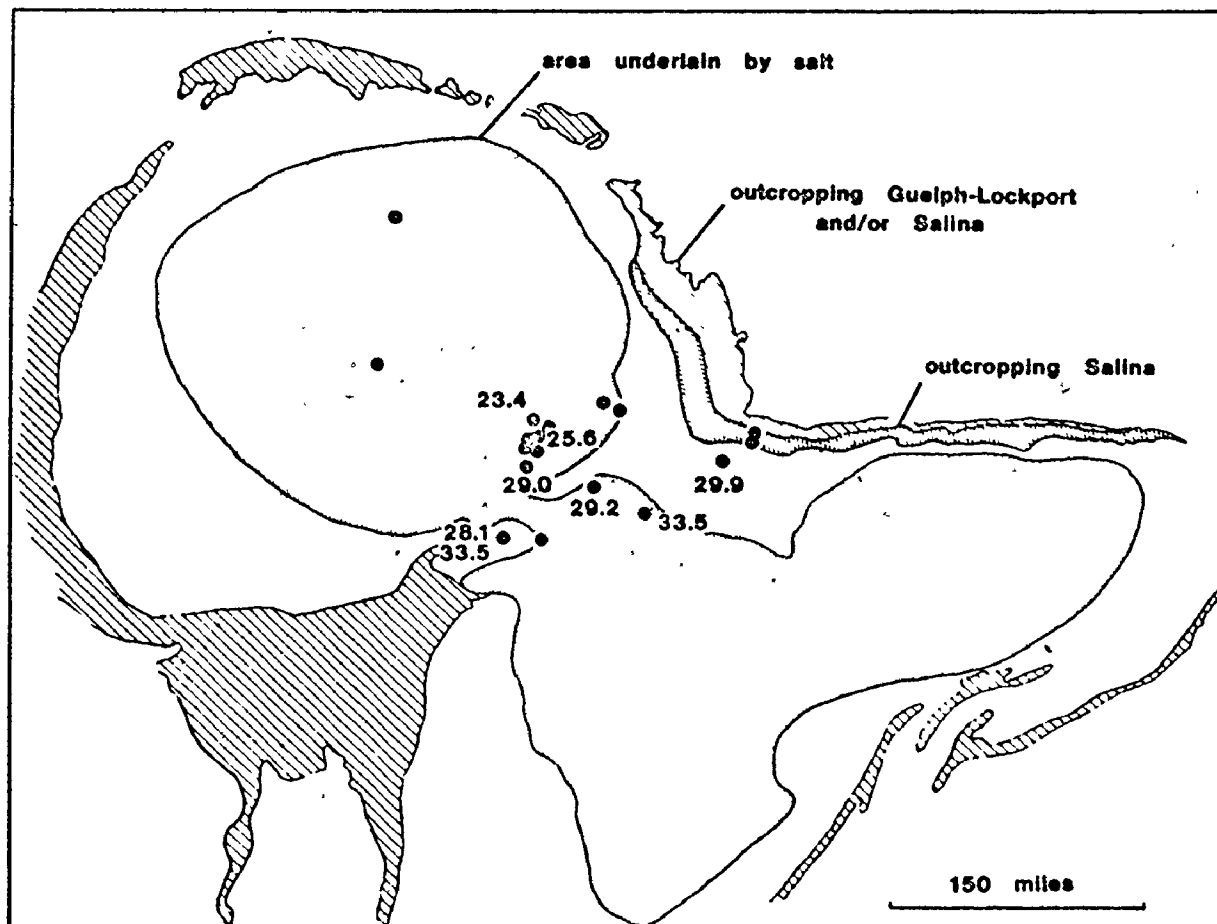 area underlain by salt
outcropping Guelph-Lockport
and/or Salina
outcropping Salina
23.4
25.6
29.0
29.2
29.9
33.5
28.1
33.5
150 miles